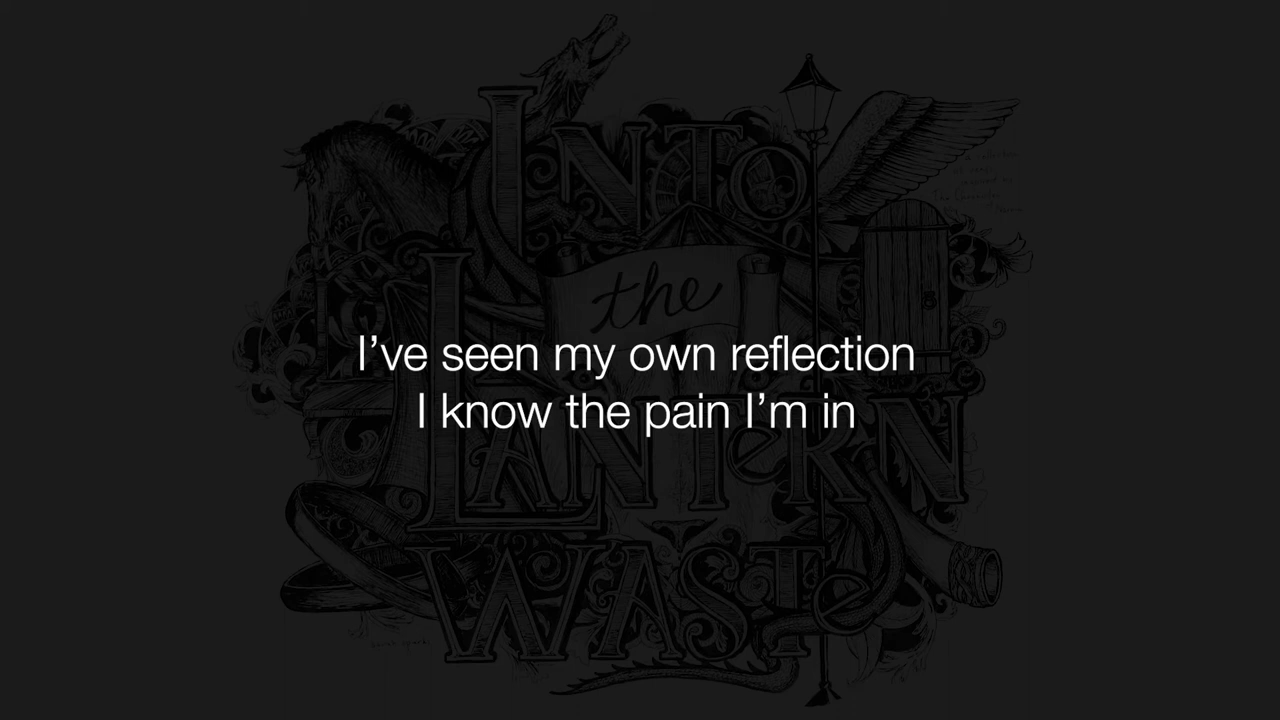 INTO
the
I’ve seen my own reflection
I know the pain I’m in
LANTERN
WASTE